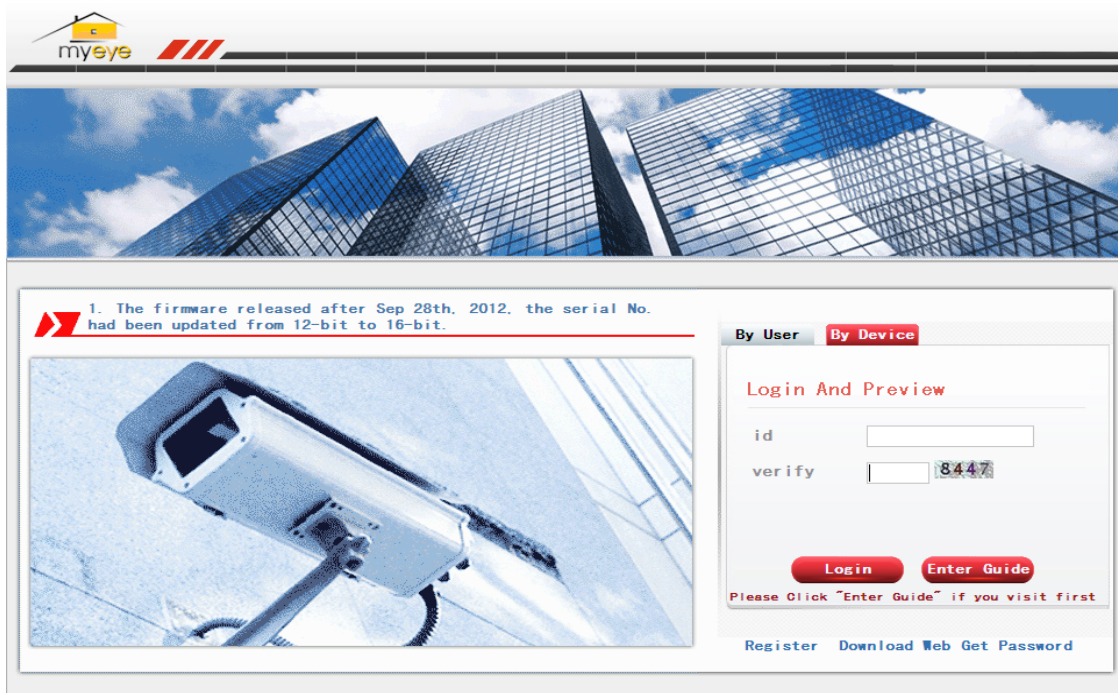 myeye
1. The firmware released after Sep 28th, 2012, the serial No.
had been updated from 12-bit to 16-bit.
By User By Device
Login And Preview
id
verify 8447
Login Enter Guide
Please Click "Enter Guide" if you visit first
Register Download Web Get Password